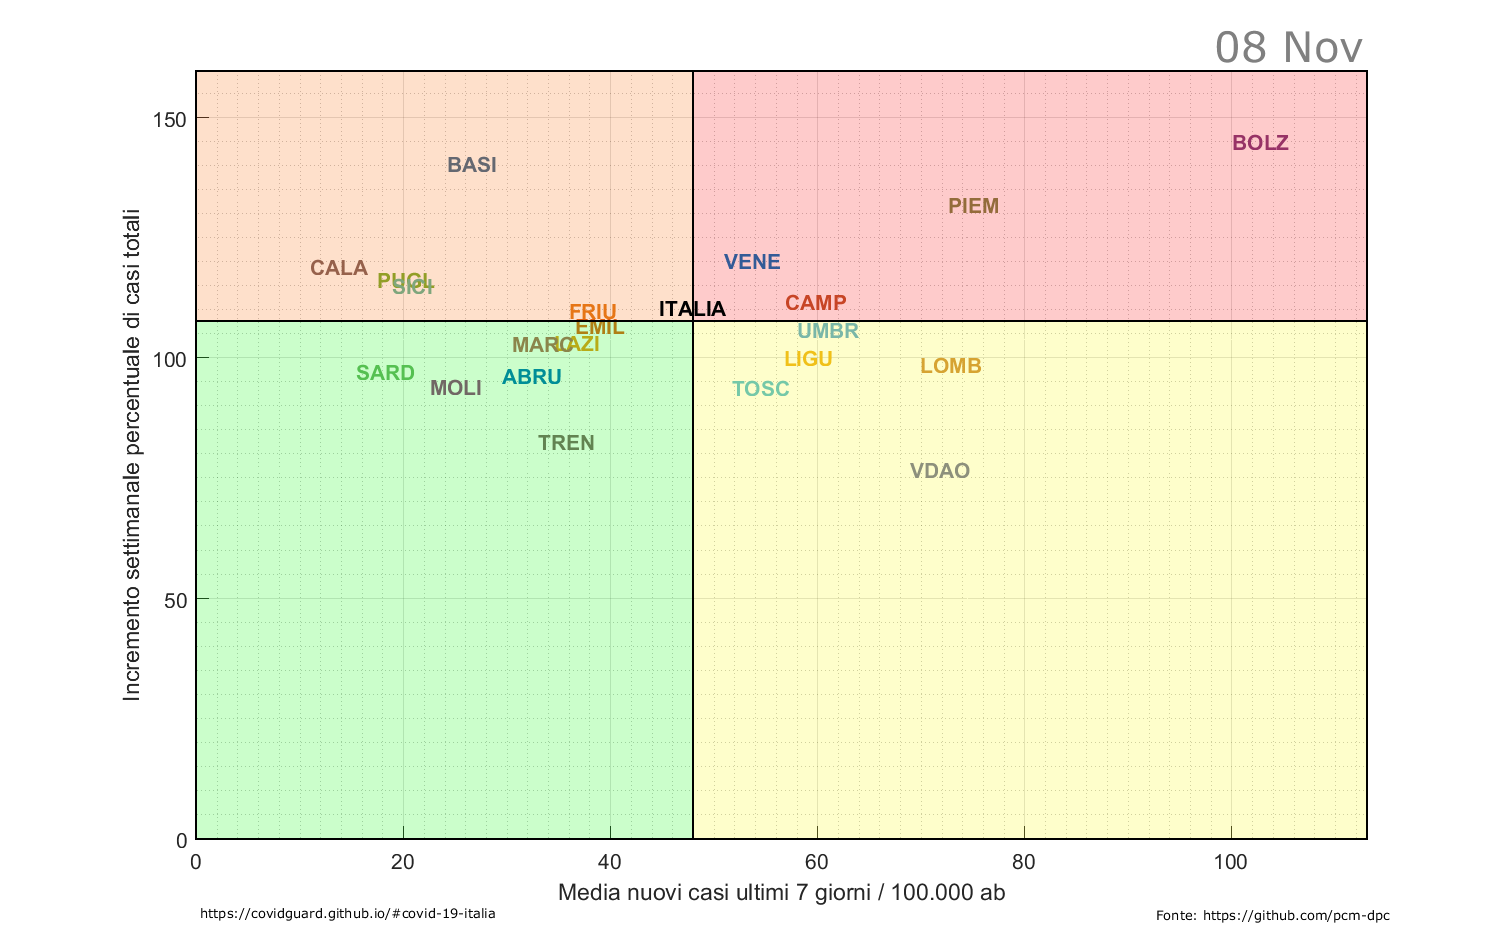 08 Nov
150
BOLZ
BASI
PIEM
VENE
CALA
PUGL
SICI
CAMP
ITALIA
FRIU
EMIL
UMBR
MARC
LAZI
100
LIGU
LOMB
SARD
ABRU
MOLI
TOSC
TREN
VDAO
50
0
0 20 40 60 80 100
Incremento settimanale percentuale di casi totali
Media nuovi casi ultimi 7 giorni / 100.000 ab
https://covidguard.github.io/#covid-19-italia
Fonte: https://github.com/pcm-dpc